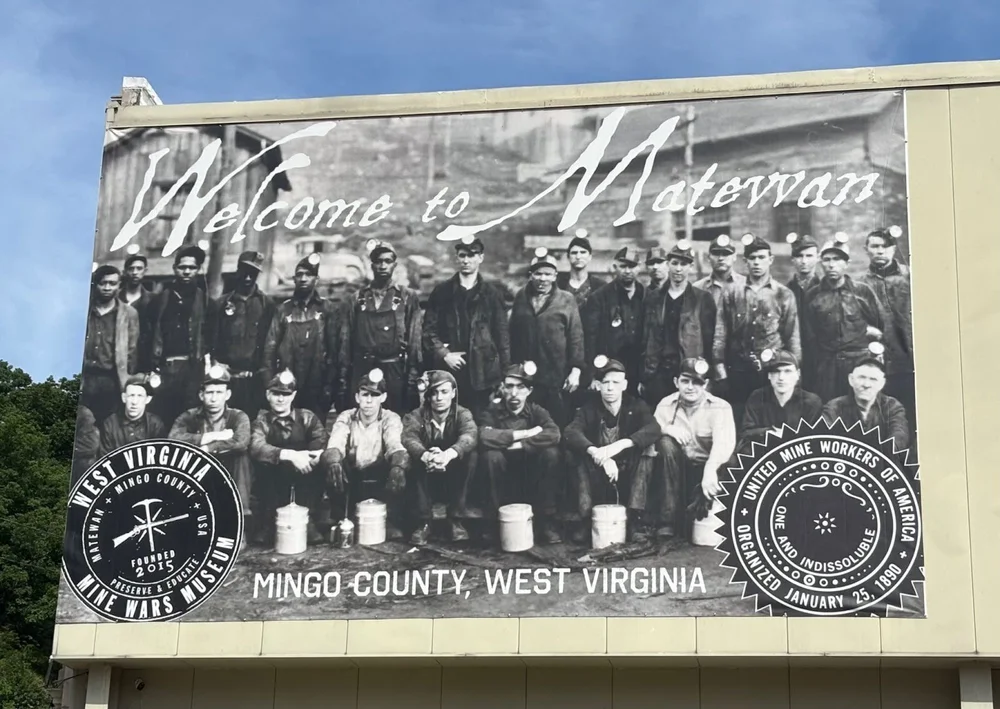 Welcome to Matewan
WEST VIRGINIA
MATEWAN + MINGO COUNTY + USA
FOUNDED
2015
PRESERVE & EDUCATE
MINE WARS MUSEUM
MINGO COUNTY, WEST VIRGINIA
UNITED MINE WORKERS OF AMERICA
ONE AND INDISSOLUBLE
+ ORGANIZED JANUARY 25, 1890 +